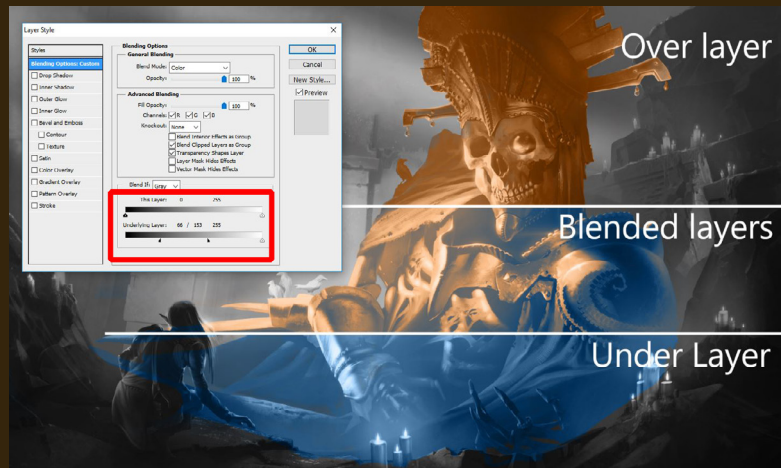 Layer Style
Styles
Blending Options: Custom
Drop Shadow
Inner Shadow
Outer Glow
Inner Glow
Bevel and Emboss
Contour
Texture
Satin
Color Overlay
Gradient Overlay
Pattern Overlay
Stroke
Blending Options
General Blending
Blend Mode: Color
Opacity: 100 %
Advanced Blending
Fill Opacity: 100 %
Channels: R G B
Knockout: None
Blend Interior Effects as Group
Blend Clipped Layers as Group
Transparency Shapes Layer
Layer Mask Hides Effects
Vector Mask Hides Effects
Blend If: Gray
This Layer: 0 255
Underlying Layer: 66 / 153 255
OK
Cancel
New Style...
Preview
Over layer
Blended layers
Under Layer